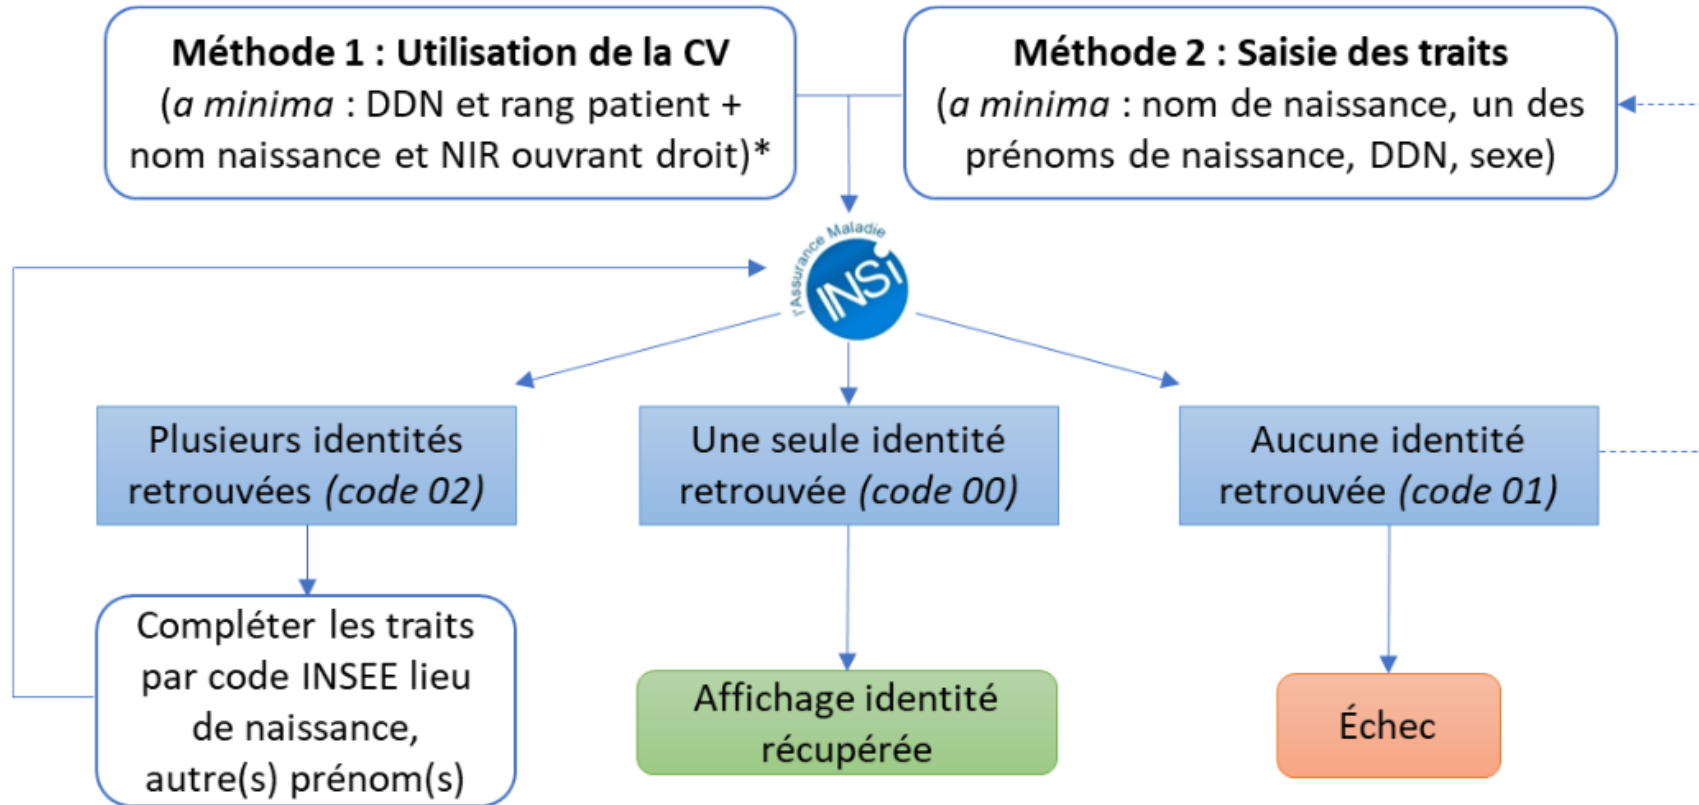 Méthode 1 : Utilisation de la CV
(a minima : DDN et rang patient +
nom naissance et NIR ouvrant droit)*
Méthode 2 : Saisie des traits
(a minima : nom de naissance, un des
prénoms de naissance, DDN, sexe)
l'Assurance Maladie
INSi
Plusieurs identités
retrouvées (code 02)
Une seule identité
retrouvée (code 00)
Aucune identité
retrouvée (code 01)
Compléter les traits
par code INSEE lieu
de naissance,
autre(s) prénom(s)
Affichage identité
récupérée
Échec